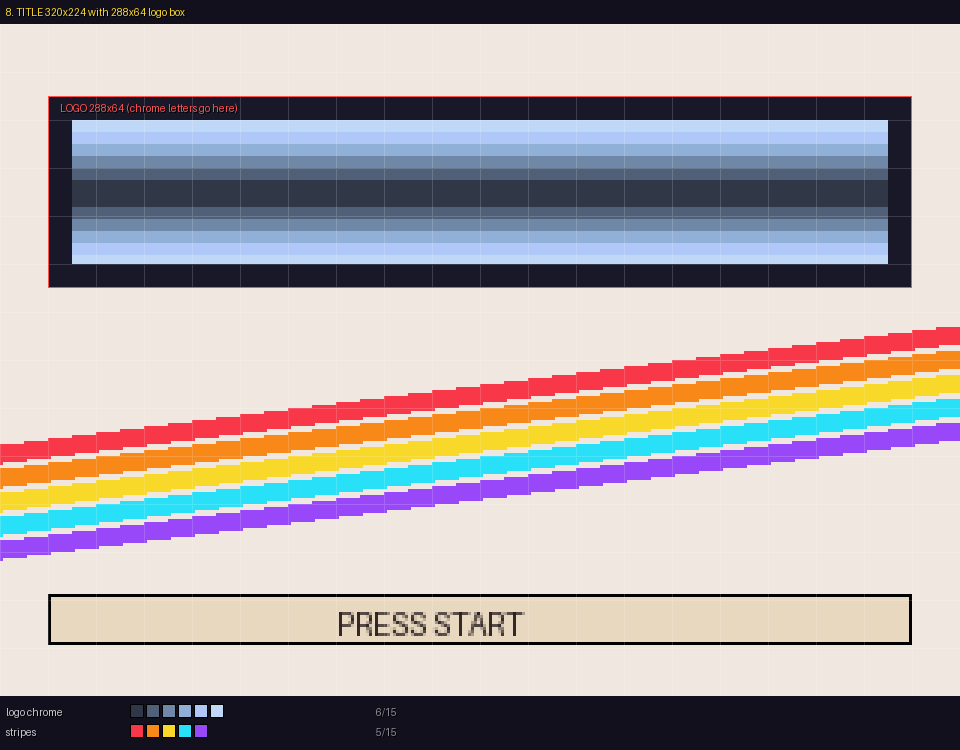 8. TITLE 320x224 with 288x64 logo box
LOGO 288x64 (chrome letters go here)
PRESS START
logo chrome 6/15
stripes 5/15